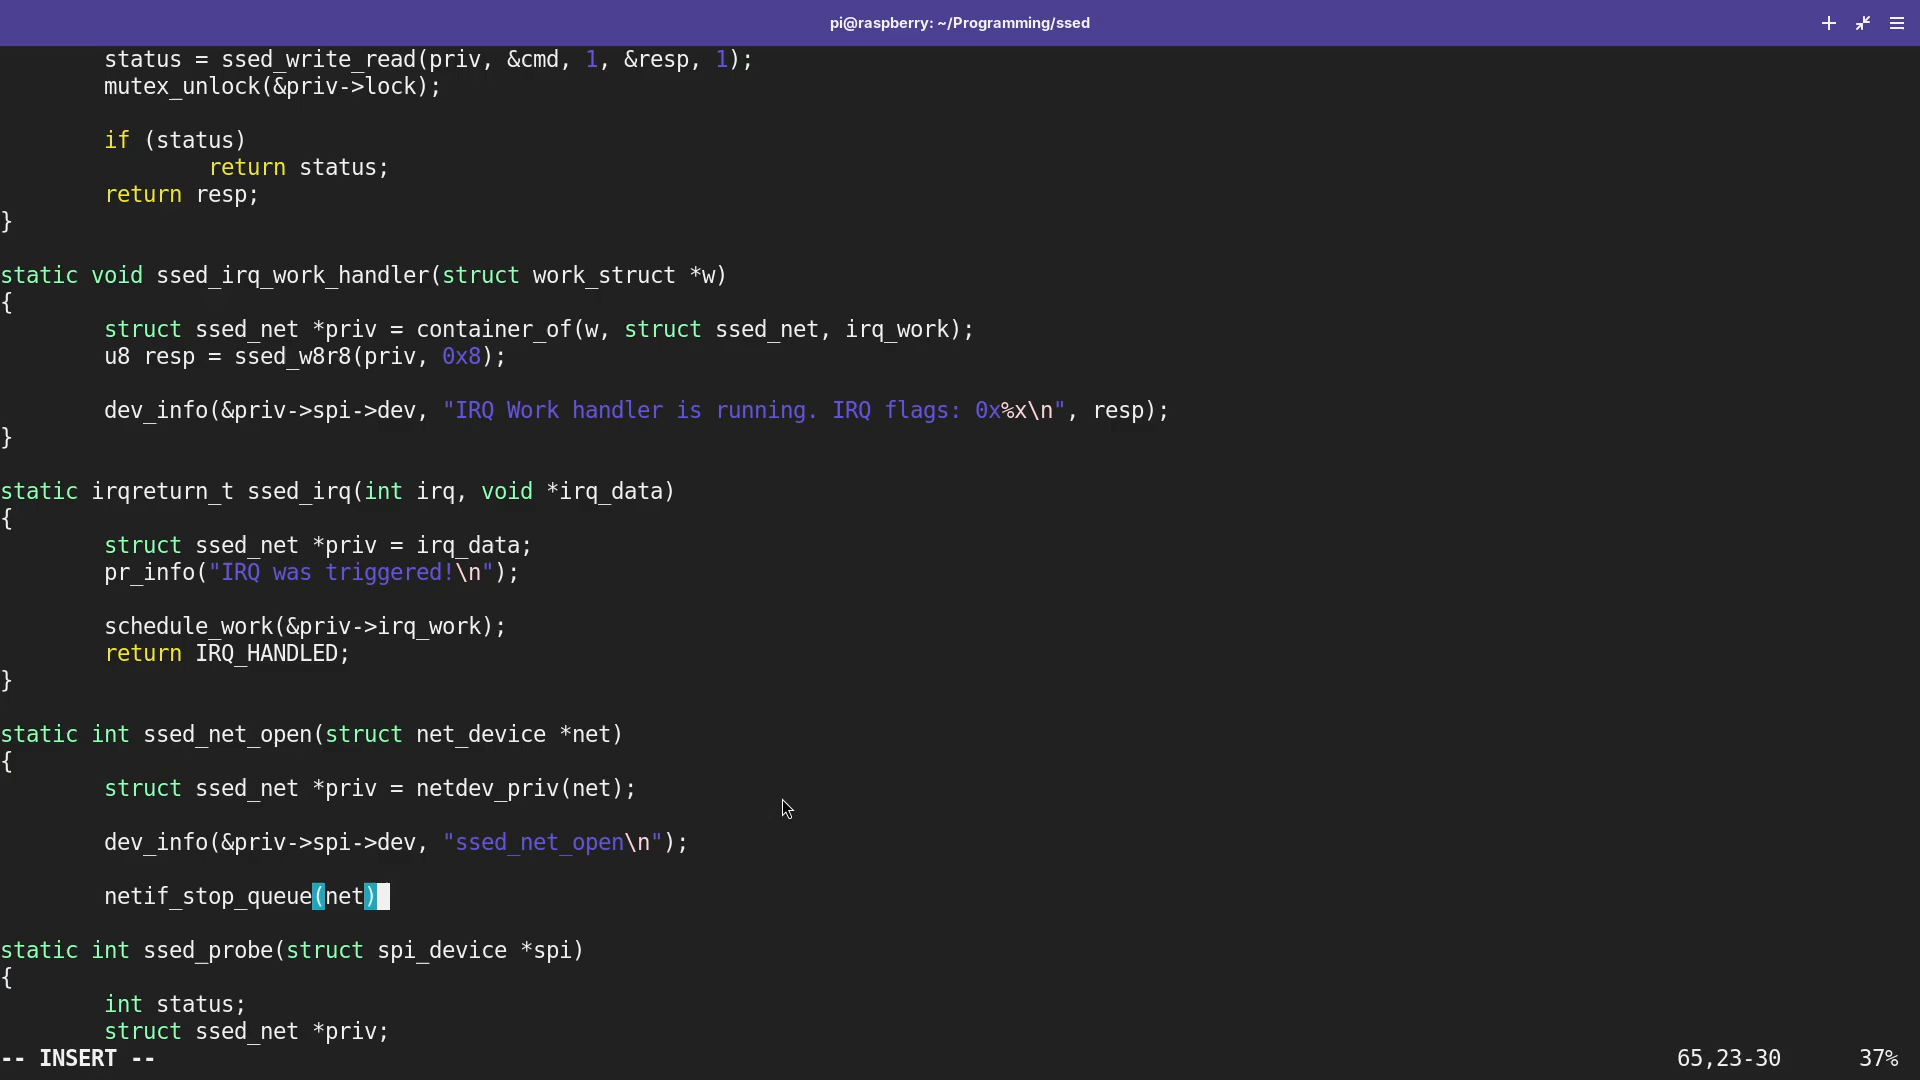 pi@raspberry: ~/Programming/ssed
        status = ssed_write_read(priv, &cmd, 1, &resp, 1);
        mutex_unlock(&priv->lock);

        if (status)
                return status;
        return resp;
}

static void ssed_irq_work_handler(struct work_struct *w)
{
        struct ssed_net *priv = container_of(w, struct ssed_net, irq_work);
        u8 resp = ssed_w8r8(priv, 0x8);

        dev_info(&priv->spi->dev, "IRQ Work handler is running. IRQ flags: 0x%x\n", resp);
}

static irqreturn_t ssed_irq(int irq, void *irq_data)
{
        struct ssed_net *priv = irq_data;
        pr_info("IRQ was triggered!\n");

        schedule_work(&priv->irq_work);
        return IRQ_HANDLED;
}

static int ssed_net_open(struct net_device *net)
{
        struct ssed_net *priv = netdev_priv(net);

        dev_info(&priv->spi->dev, "ssed_net_open\n");

        netif_stop_queue(net)

static int ssed_probe(struct spi_device *spi)
{
        int status;
        struct ssed_net *priv;
-- INSERT -- 65,23-30 37%